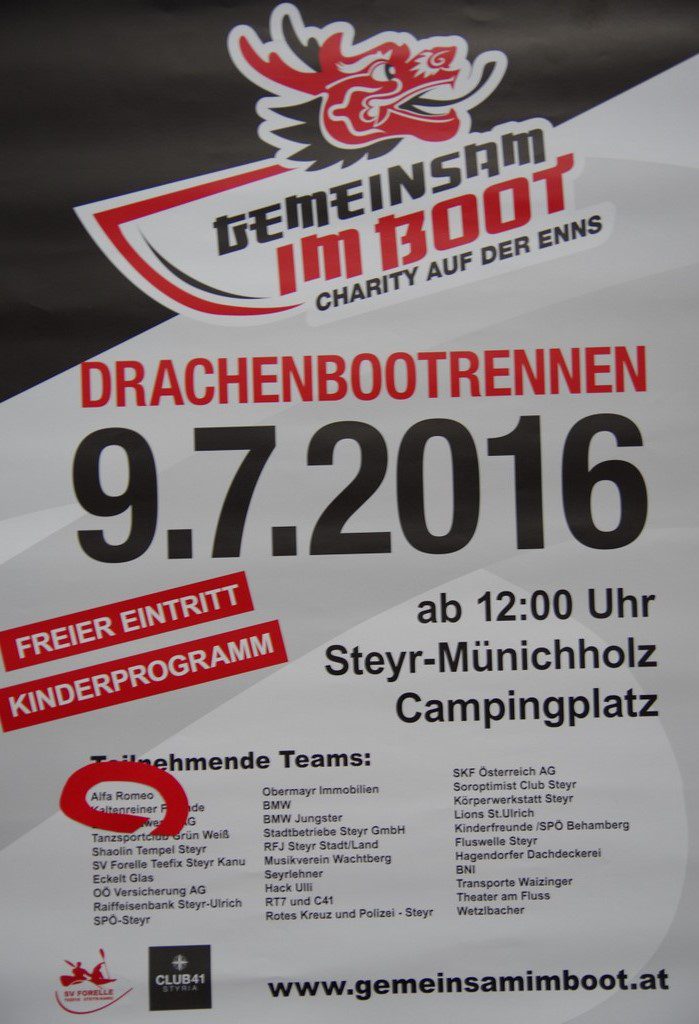 GEMEINSAM
IM BOOT
CHARITY AUF DER ENNS
DRACHENBOOTRENNEN
9.7.2016
FREIER EINTRITT
KINDERPROGRAMM
ab 12:00 Uhr
Steyr-Münichholz
Campingplatz
Teilnehmende Teams:
Alfa Romeo
Kaltenreiner
AG
Tanzsportclub Grün Weiß
Shaolin Tempel Steyr
SV Forelle Teefix Steyr Kanu
Eckelt Glas
OÖ Versicherung AG
Raiffeisenbank Steyr-Ulrich
SPÖ-Steyr
Obermayr Immobilien
BMW
BMW Jungster
Stadtbetriebe Steyr GmbH
RFJ Steyr Stadt/Land
Musikverein Wachtberg
Seyrlehner
Hack Ulli
RT7 und C41
Rotes Kreuz und Polizei - Steyr
SKF Österreich AG
Soroptimist Club Steyr
Körperwerkstatt Steyr
Lions St.Ulrich
Kinderfreunde /SPÖ Behamberg
Fluswelle Steyr
Hagendorfer Dachdeckerei
BNI
Transporte Waizinger
Theater am Fluss
Wetzlbacher
SV FORELLE
CLUB41
STYRIA
www.gemeinsamimboot.at